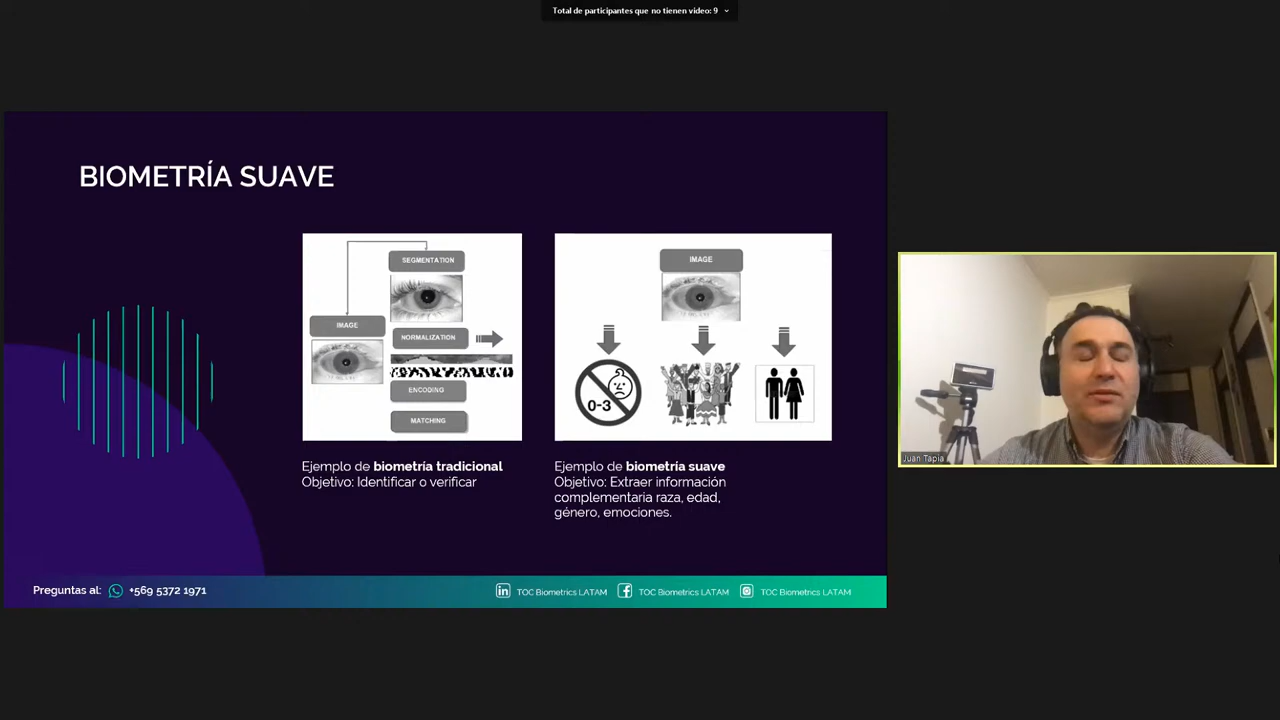 Total de participantes que no tienen vídeo: 9
BIOMETRÍA SUAVE
SEGMENTATION
IMAGE
NORMALIZATION
ENCODING
MATCHING
IMAGE
0-3
Ejemplo de biometría tradicional
Objetivo: Identificar o verificar
Ejemplo de biometría suave
Objetivo: Extraer información
complementaria raza, edad,
género, emociones.
Juan Tapia
Preguntas al: +569 5372 1971
in TOC Biometrics LATAM
f TOC Biometrics LATAM
TOC Biometrics LATAM